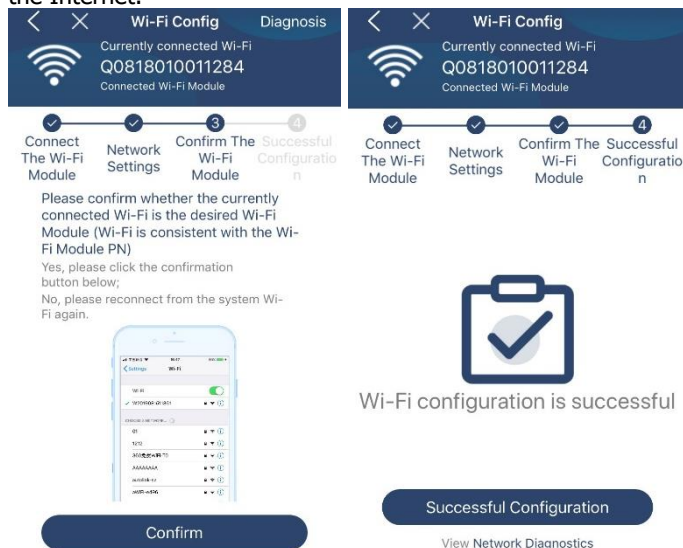 the Internet.
Wi-Fi Config Diagnosis
Currently connected Wi-Fi
Q0818010011284
Connected Wi-Fi Module
3 4
Connect
The Wi-Fi
Module
Network
Settings
Confirm The
Wi-Fi
Module
Successful
Configuratio
n
Please confirm whether the currently
connected Wi-Fi is the desired Wi-Fi
Module (Wi-Fi is consistent with the Wi-
Fi Module PN)
Yes, please click the confirmation
button below;
No, please reconnect from the system Wi-
Fi again.
Settings Wi-Fi
Wi-Fi
01
1212
AAAAAAAA
Confirm
Wi-Fi Config
Currently connected Wi-Fi
Q0818010011284
Connected Wi-Fi Module
4
Connect
The Wi-Fi
Module
Network
Settings
Confirm The
Wi-Fi
Module
Successful
Configuratio
n
Wi-Fi configuration is successful
Successful Configuration
View Network Diagnostics